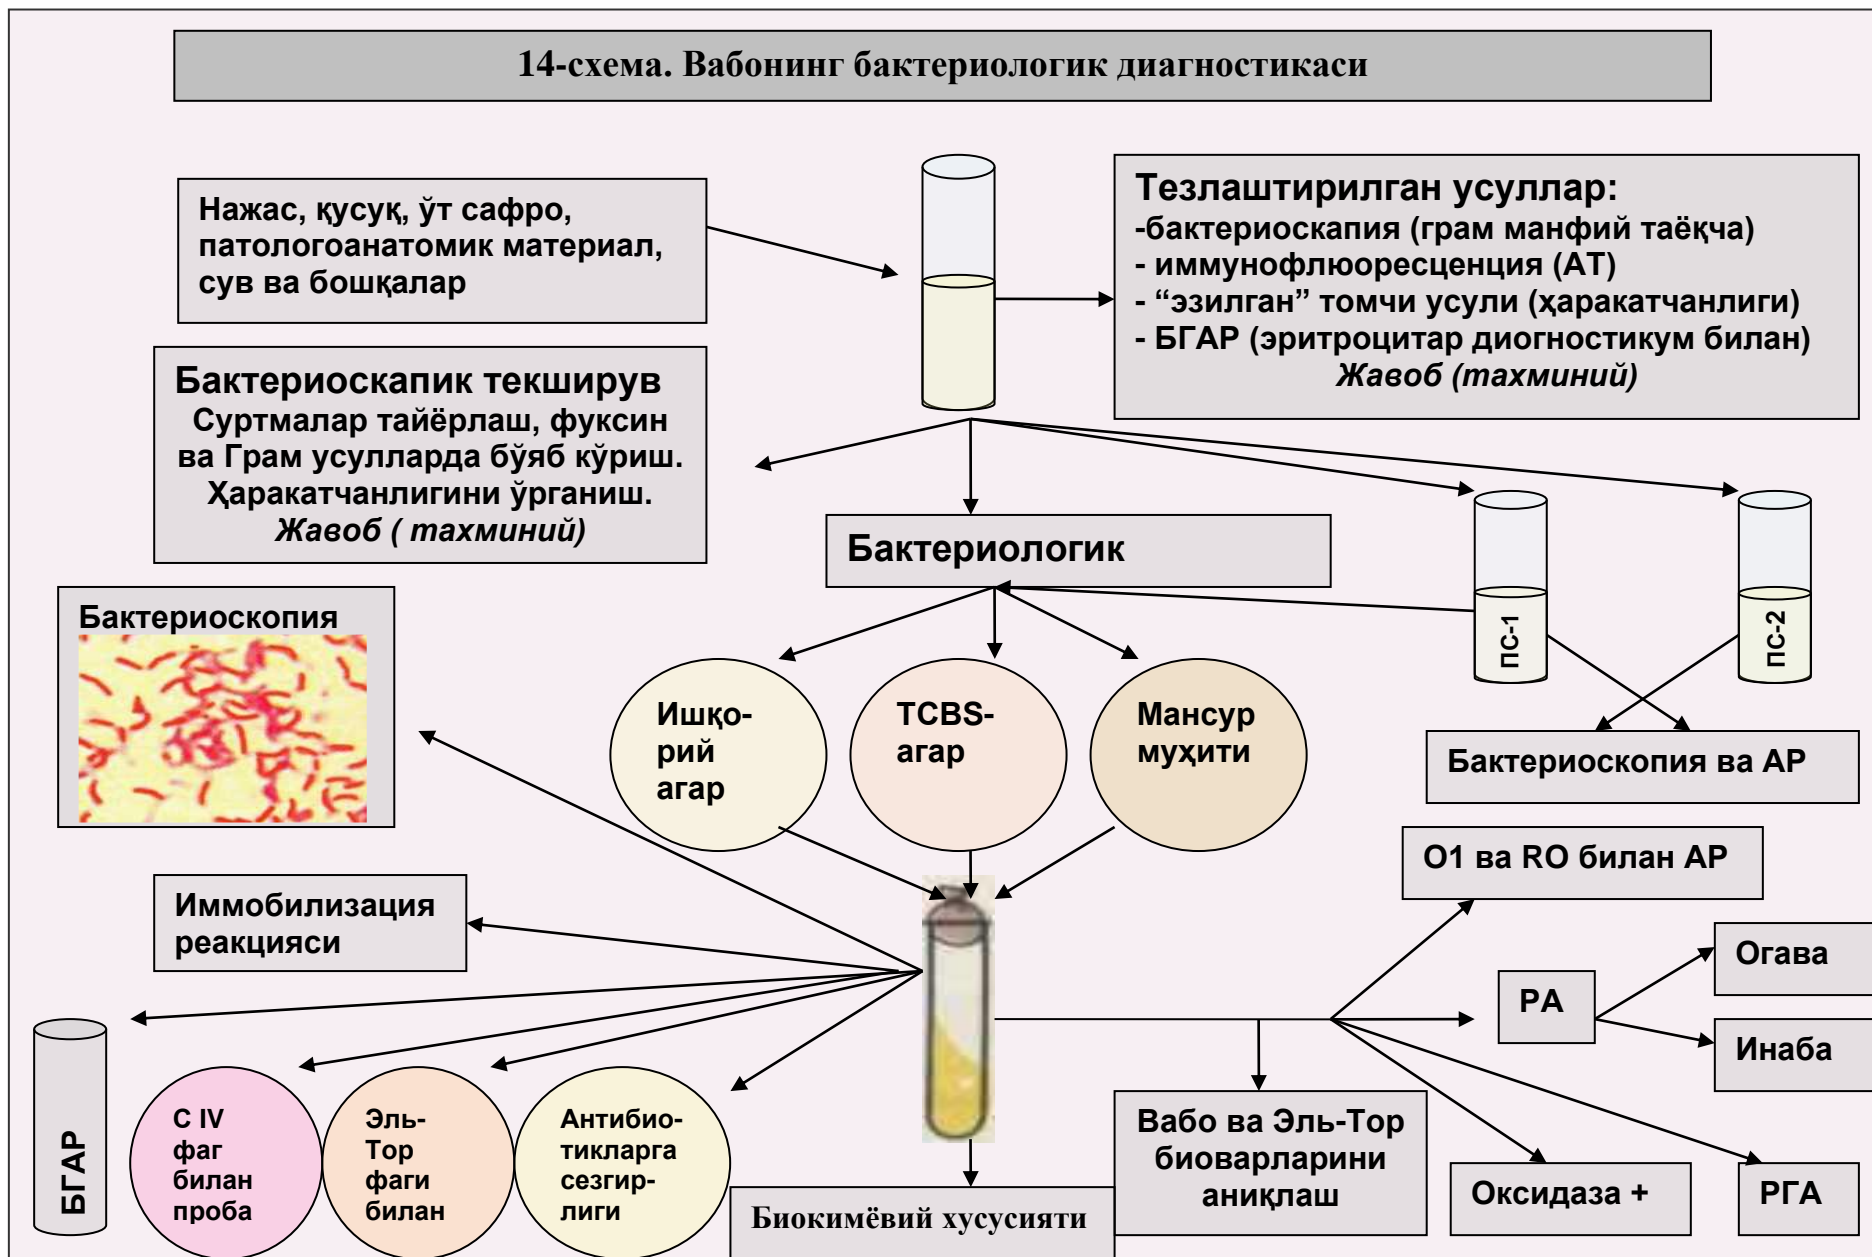 14-схема. Вабонинг бактериологик диагностикаси
Нажас, қусуқ, ўт сафро,
патологоанатомик материал,
сув ва бошқалар
Тезлаштирилган усуллар:
-бактериоскапия (грам манфий таёқча)
- иммунофлюоресценция (АТ)
- “эзилган” томчи усули (ҳаракатчанлиги)
- БГАР (эритроцитар диогностикум билан)
Жавоб (тахминий)
Бактериоскапик текширув
Суртмалар тайёрлаш, фуксин
ва Грам усулларда бўяб кўриш.
Ҳаракатчанлигини ўрганиш.
Жавоб ( тахминий)
Бактериологик
ПС-1
ПС-2
Бактериоскопия
Ишқо-
рий
агар
TCBS-
агар
Мансур
муҳити
Бактериоскопия ва АР
О1 ва RO билан АР
Иммобилизация
реакцияси
РА
Огава
Инаба
БГАР
С IV
фаг
билан
проба
Эль-
Тор
фаги
билан
Антибио-
тикларга
сезгир-
лиги
Биокимёвий хусусияти
Вабо ва Эль-Тор
биоварларини
аниқлаш
Оксидаза +
РГА